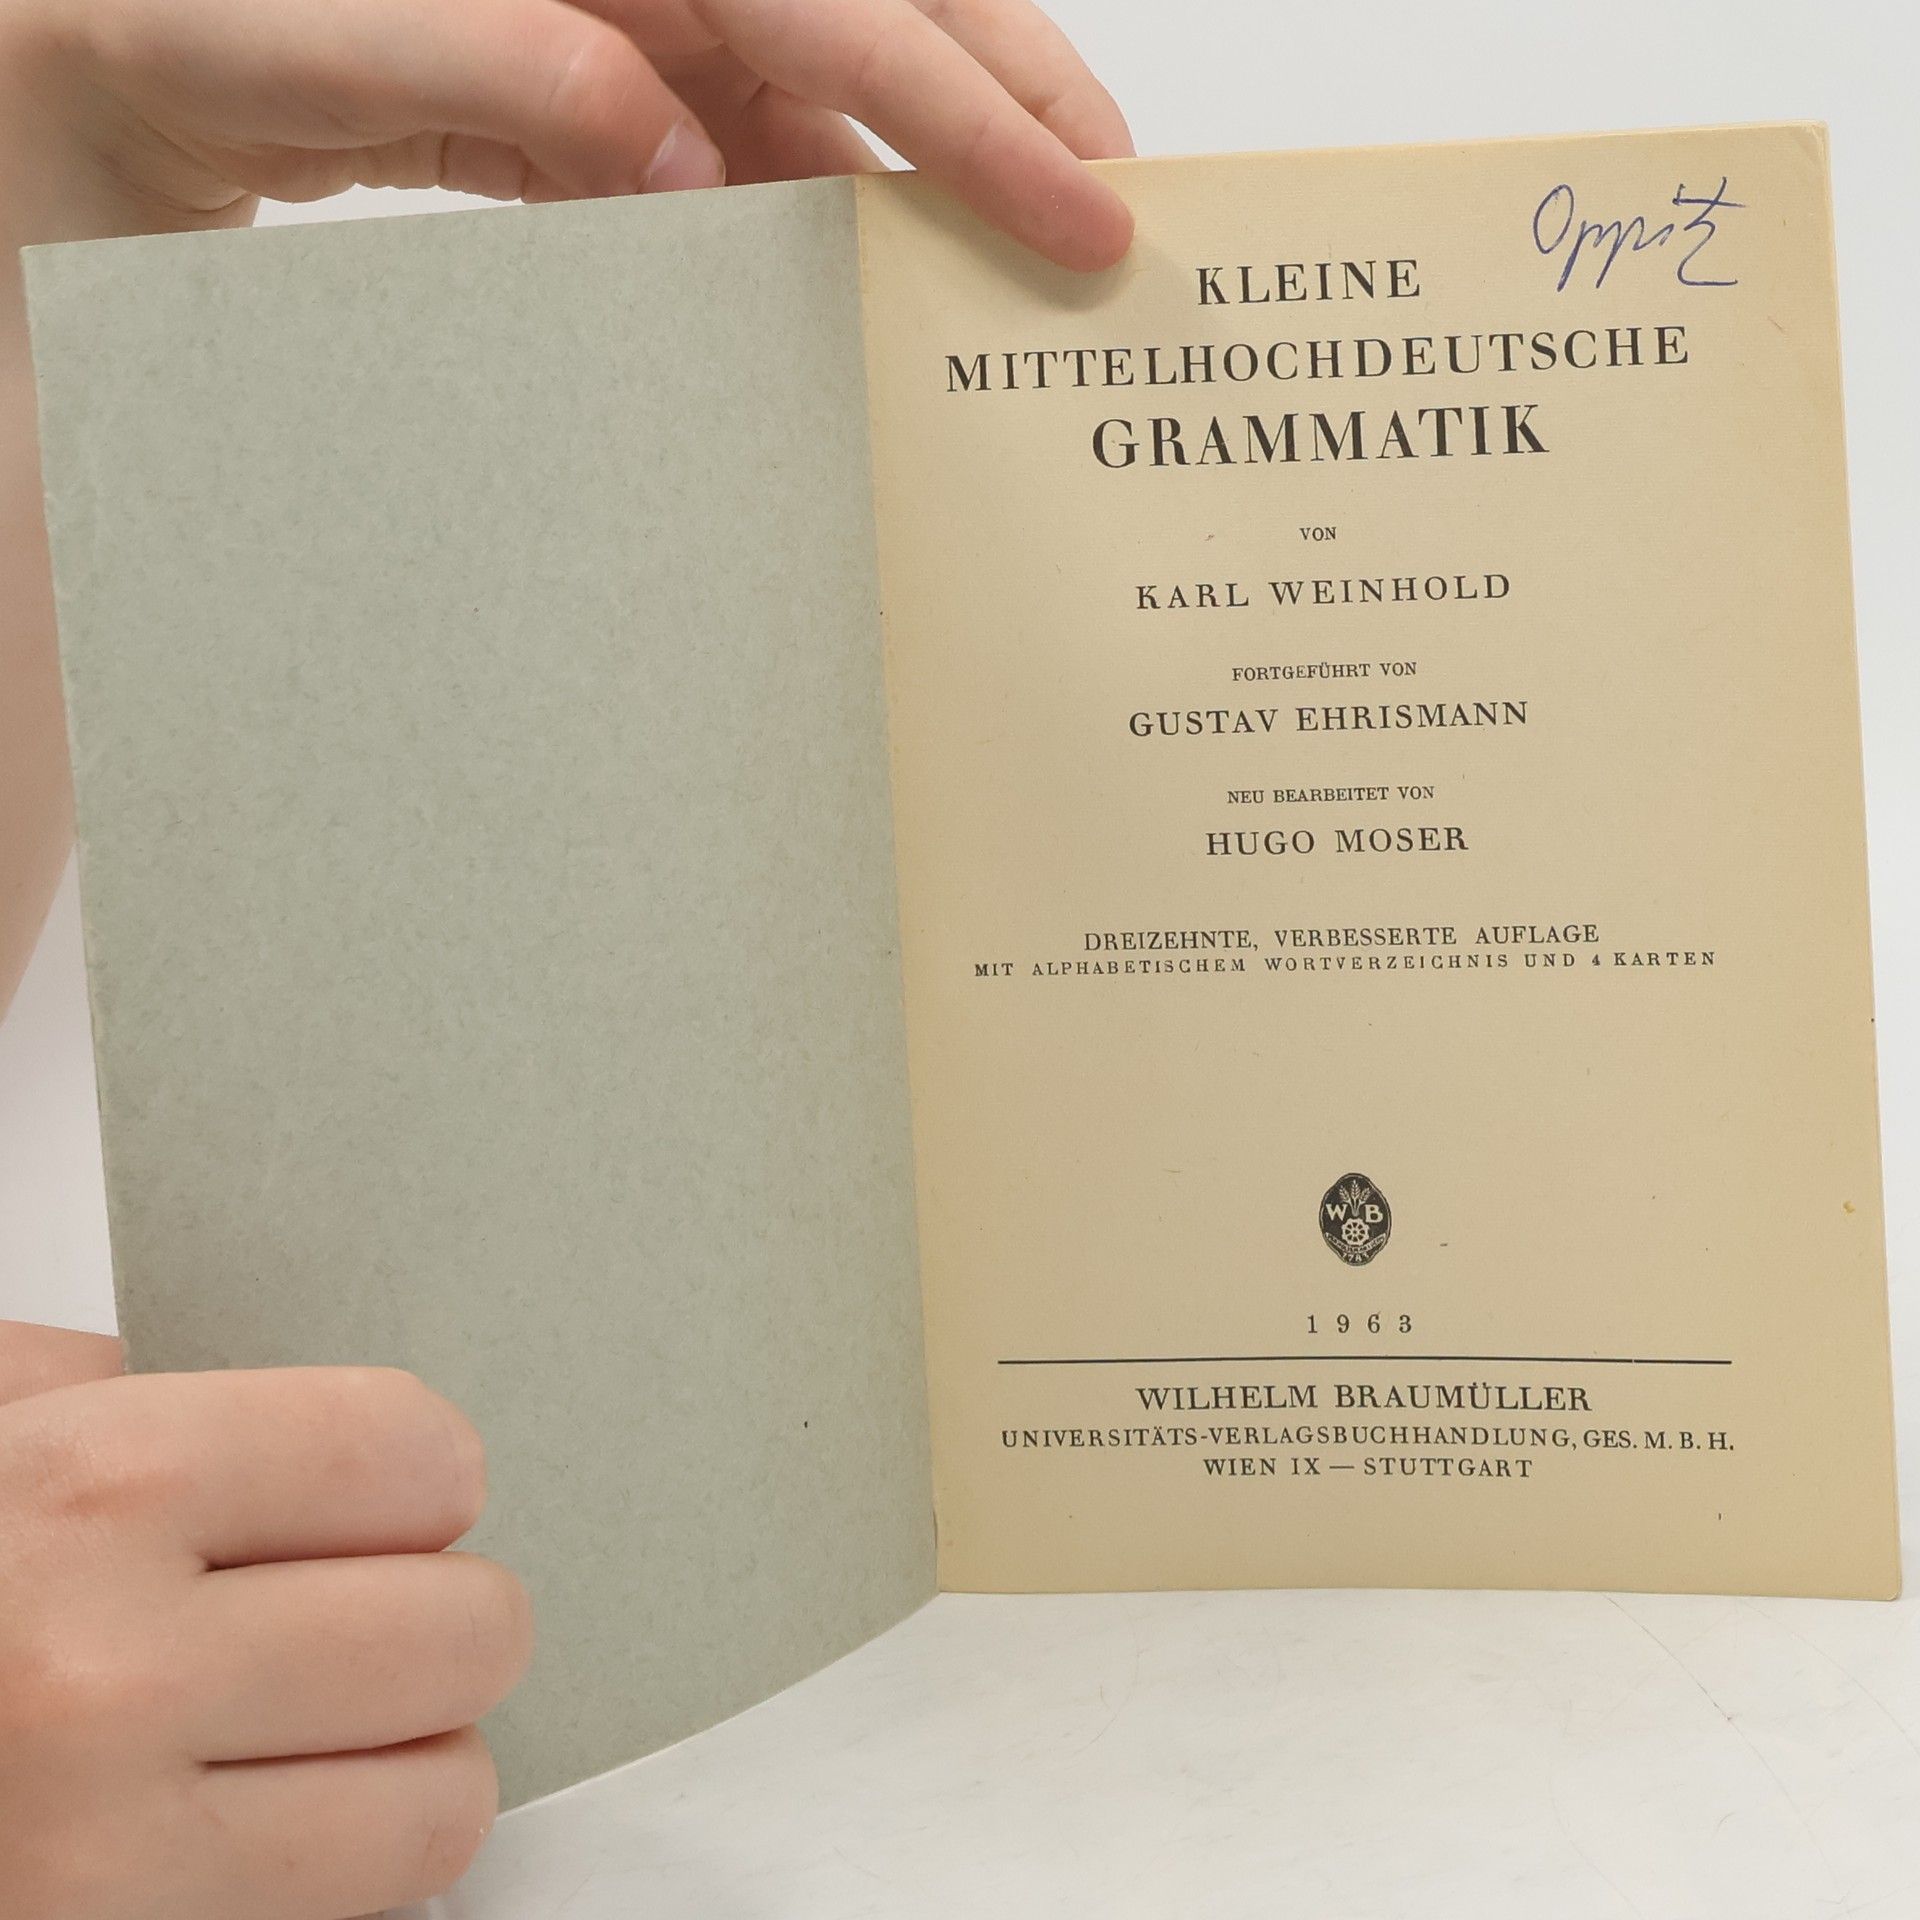 Oppitz
KLEINE
MITTELHOCHDEUTSCHE
GRAMMATIK
VON
KARL WEINHOLD
FORTGEFÜHRT VON
GUSTAV EHRISMANN
NEU BEARBEITET VON
HUGO MOSER
DREIZEHNTE, VERBESSERTE AUFLAGE
MIT ALPHABETISCHEM WORTVERZEICHNIS UND 4 KARTEN
W B
1963
WILHELM BRAUMÜLLER
UNIVERSITÄTS-VERLAGSBUCHHANDLUNG, GES. M. B. H.
WIEN IX — STUTTGART